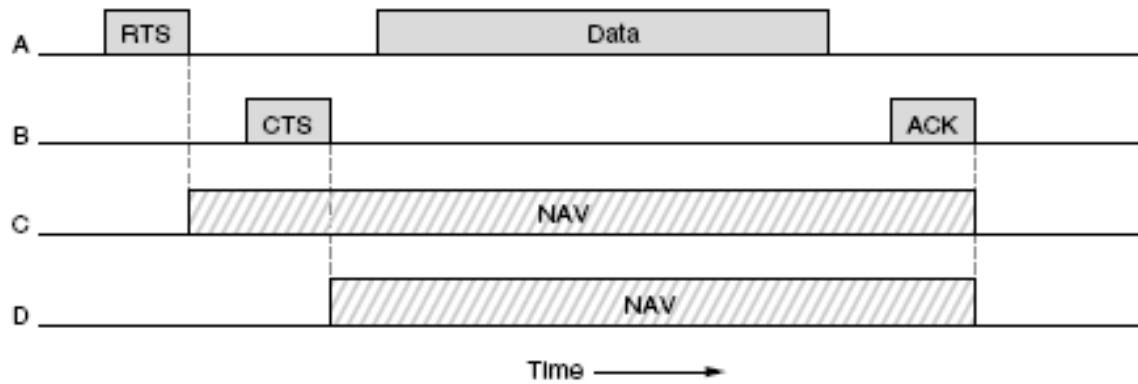 A RTS Data
B CTS ACK
C NAV
D NAV
Time